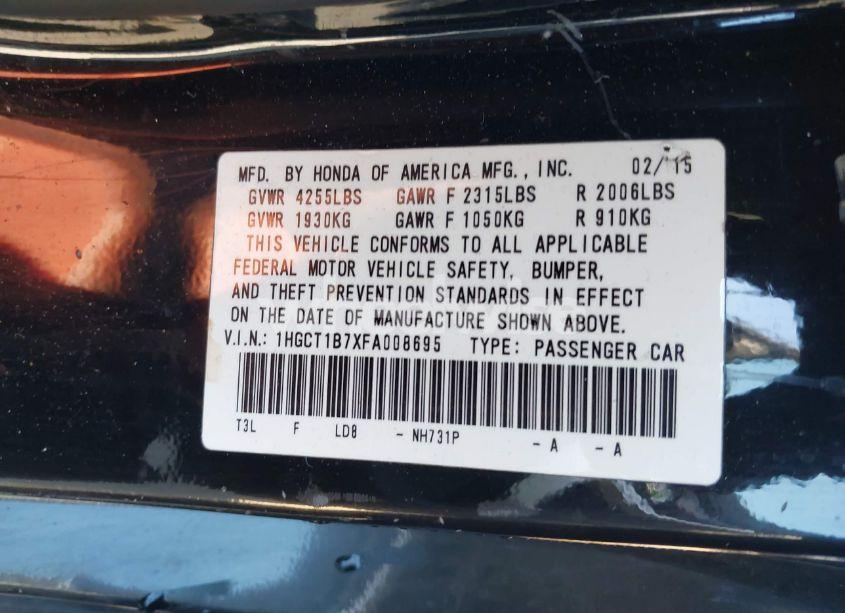 MFD. BY HONDA OF AMERICA MFG., INC. 02/15
GVWR 4255LBS GAWR F 2315LBS R 2006LBS
GVWR 1930KG GAWR F 1050KG R 910KG
THIS VEHICLE CONFORMS TO ALL APPLICABLE
FEDERAL MOTOR VEHICLE SAFETY, BUMPER,
AND THEFT PREVENTION STANDARDS IN EFFECT
ON THE DATE OF MANUFACTURE SHOWN ABOVE.
V.I.N.: 1HGCT1B7XFA008695 TYPE: PASSENGER CAR
T3L F LD8 - NH731P - A - A